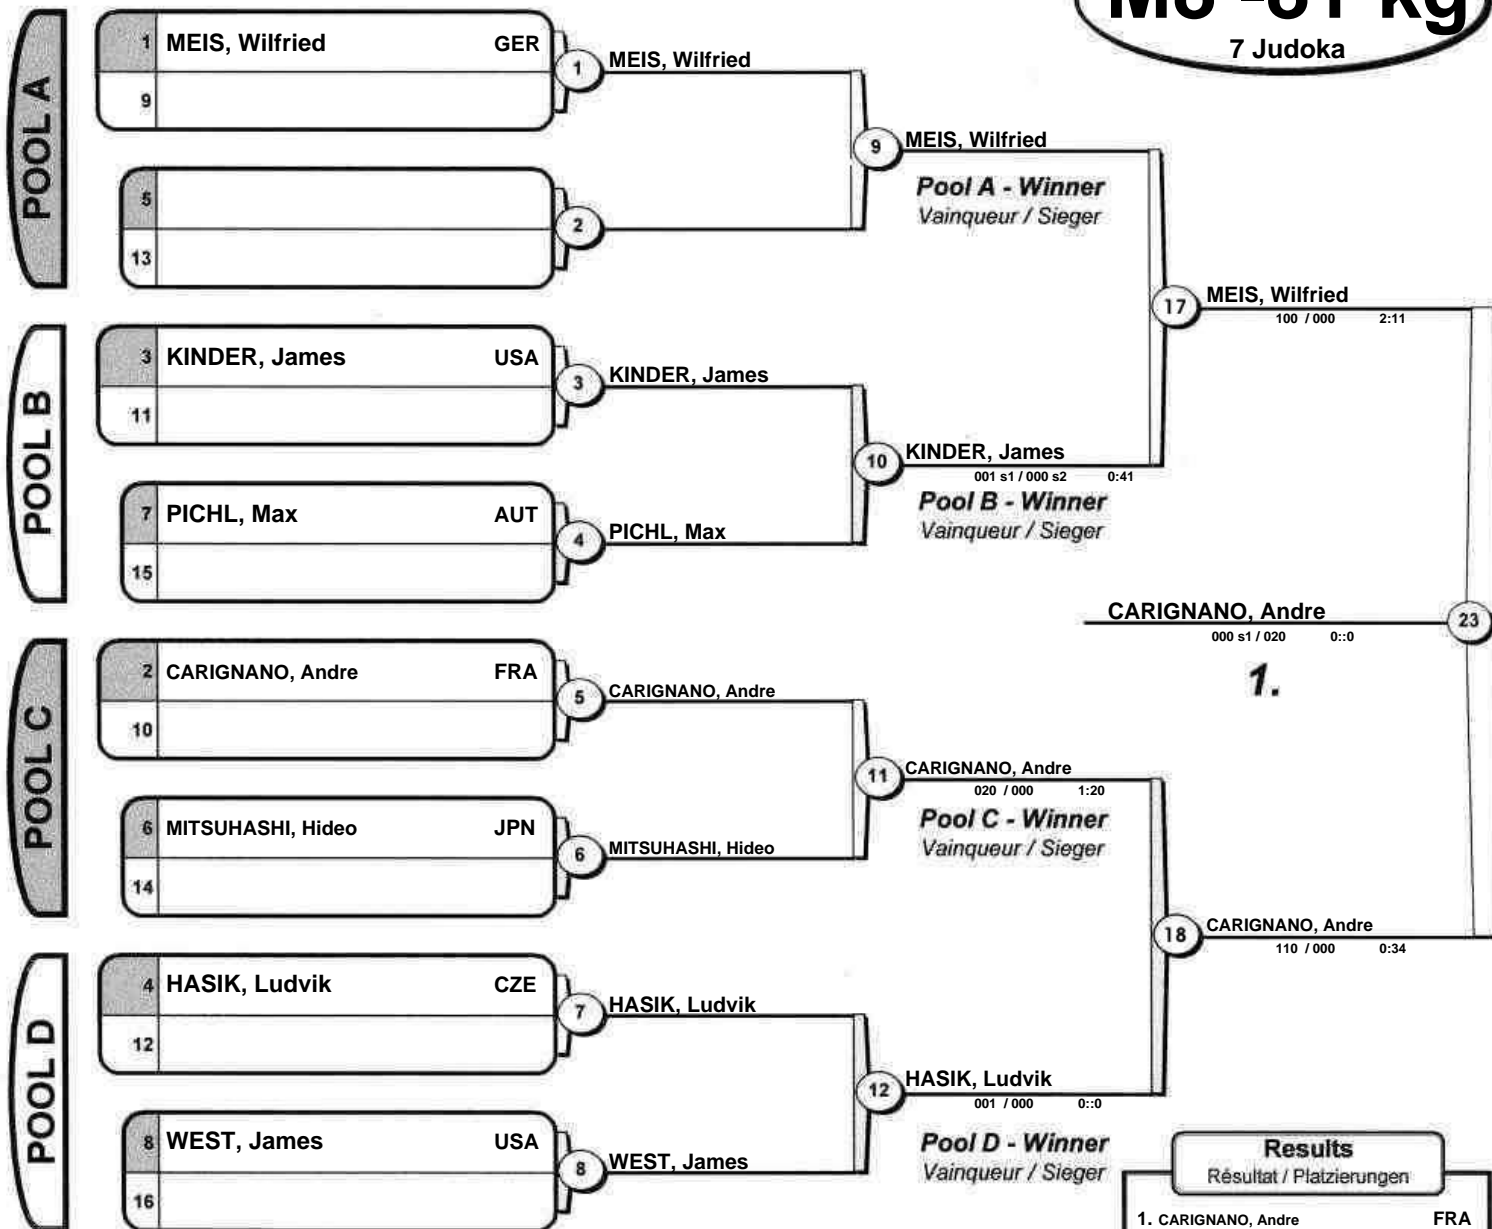 M8 -81 kg
7 Judoka
POOL A
1 MEIS, Wilfried GER
9
5
13
1 MEIS, Wilfried
2
9 MEIS, Wilfried
Pool A - Winner
Vainqueur / Sieger
17 MEIS, Wilfried
100 / 000 2:11
POOL B
3 KINDER, James USA
11
7 PICHL, Max AUT
15
3 KINDER, James
4 PICHL, Max
10 KINDER, James
001 s1 / 000 s2 0:41
Pool B - Winner
Vainqueur / Sieger
CARIGNANO, Andre 23
000 s1 / 020 0::0
1.
POOL C
2 CARIGNANO, Andre FRA
10
6 MITSUHASHI, Hideo JPN
14
5 CARIGNANO, Andre
6 MITSUHASHI, Hideo
11 CARIGNANO, Andre
020 / 000 1:20
Pool C - Winner
Vainqueur / Sieger
18 CARIGNANO, Andre
110 / 000 0:34
POOL D
4 HASIK, Ludvik CZE
12
8 WEST, James USA
16
7 HASIK, Ludvik
8 WEST, James
12 HASIK, Ludvik
001 / 000 0::0
Pool D - Winner
Vainqueur / Sieger
Results
Résultat / Platzierungen
1. CARIGNANO, Andre FRA